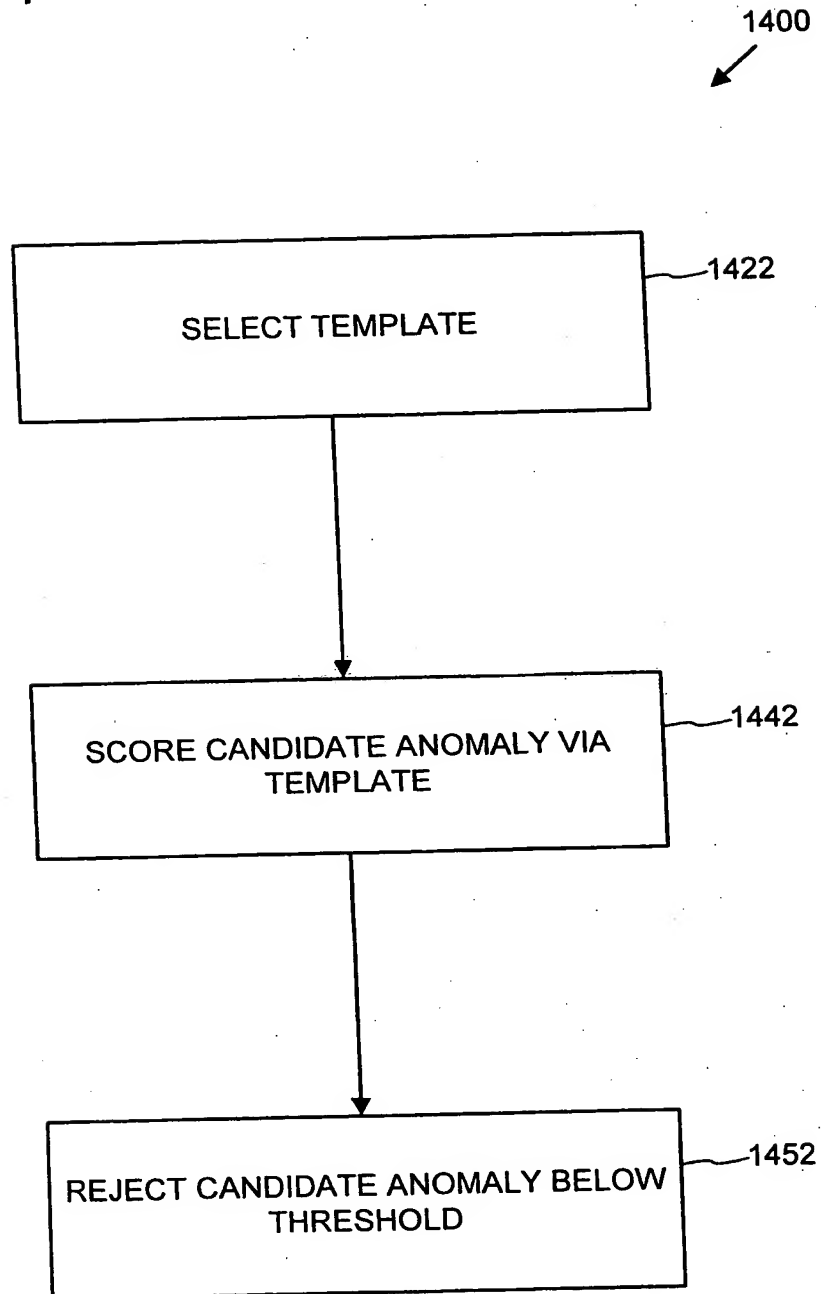 1400
SELECT TEMPLATE
1422
SCORE CANDIDATE ANOMALY VIA
TEMPLATE
1442
REJECT CANDIDATE ANOMALY BELOW
THRESHOLD
1452